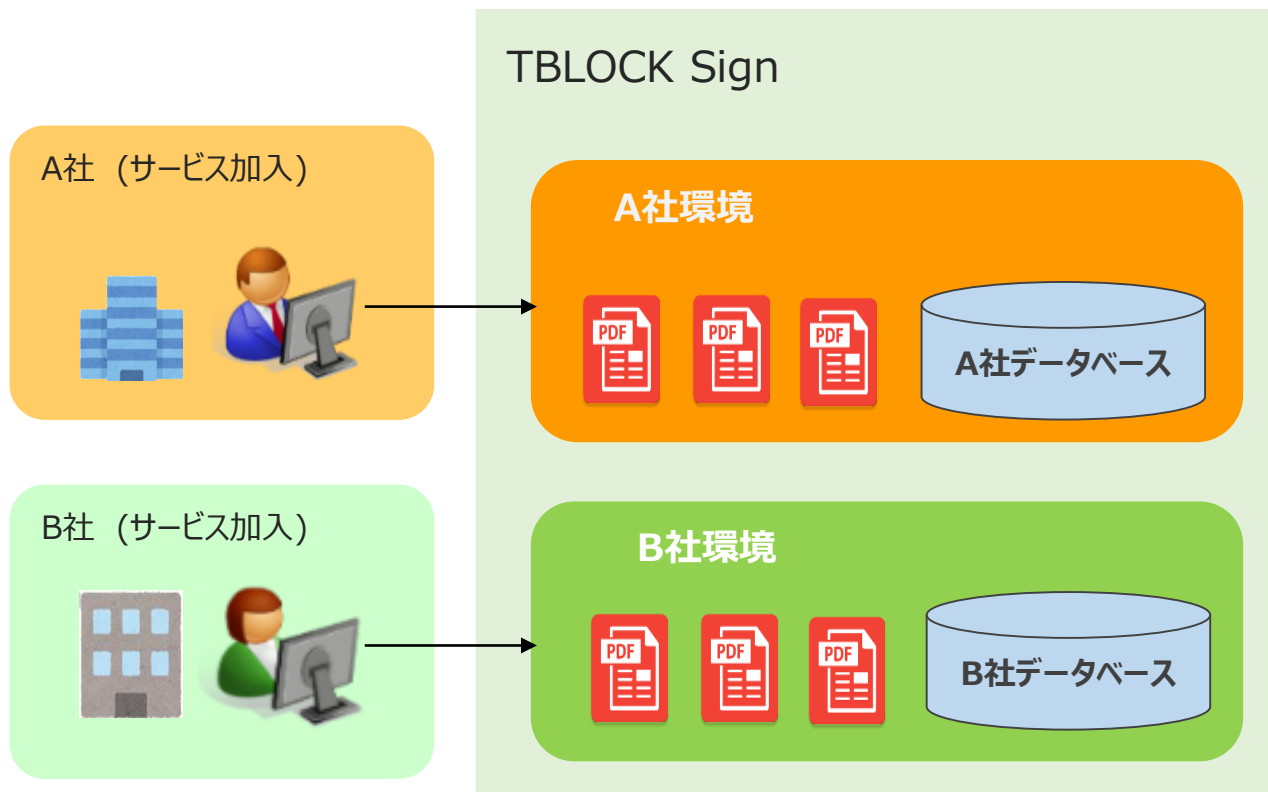 TBLOCK Sign
A社 (サービス加入)
A社環境
PDF
PDF
PDF
A社データベース
B社 (サービス加入)
B社環境
PDF
PDF
PDF
B社データベース